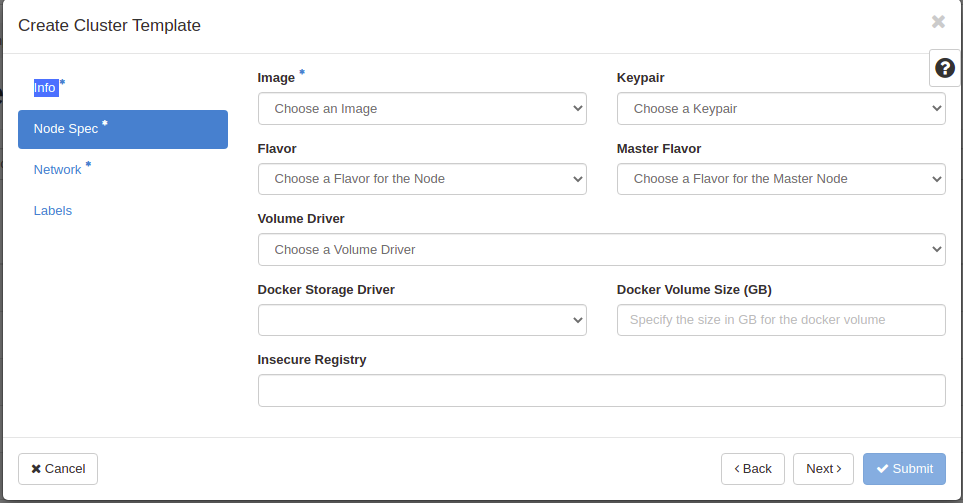 Create Cluster Template
Info *
Node Spec *
Network *
Labels
Image * Keypair
Choose an Image Choose a Keypair
Flavor Master Flavor
Choose a Flavor for the Node Choose a Flavor for the Master Node
Volume Driver
Choose a Volume Driver
Docker Storage Driver Docker Volume Size (GB)
Specify the size in GB for the docker volume
Insecure Registry
Cancel < Back Next > Submit